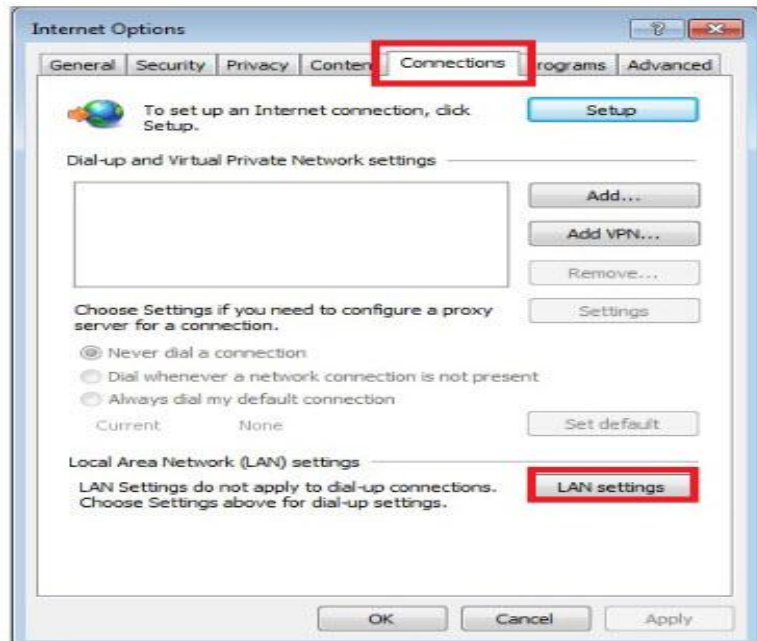 Internet Options
General Security Privacy Conten Connections rograms Advanced
To set up an Internet connection, click
Setup.
Setup
Dial-up and Virtual Private Network settings
Add...
Add VPN...
Remove...
Choose Settings if you need to configure a proxy
server for a connection.
Settings
Never dial a connection
Dial whenever a network connection is not present
Always dial my default connection
Current None
Set default
Local Area Network (LAN) settings
LAN Settings do not apply to dial-up connections.
Choose Settings above for dial-up settings.
LAN settings
OK Cancel Apply